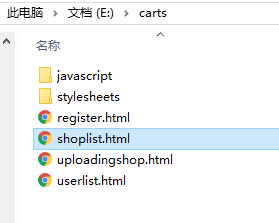 此电脑 > 文档 (E:) > carts
名称
javascript
stylesheets
register.html
shoplist.html
uploadingshop.html
userlist.html